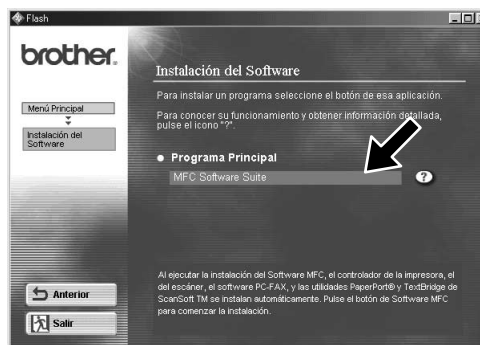 Flash
brother.
Menú Principal
Instalación del
Software
Instalación del Software
Para instalar un programa seleccione el botón de esa aplicación.
Para conocer su funcionamiento y obtener información detallada,
pulse el icono "?".
Programa Principal
MFC Software Suite
?
Al ejecutar la instalación del Software MFC, el controlador de la impresora, el
del escáner, el software PC-FAX, y las utilidades PaperPort® y TextBridge de
ScanSoft TM se instalan automáticamente. Pulse el botón de Software MFC
para comenzar la instalación.
Anterior
Salir